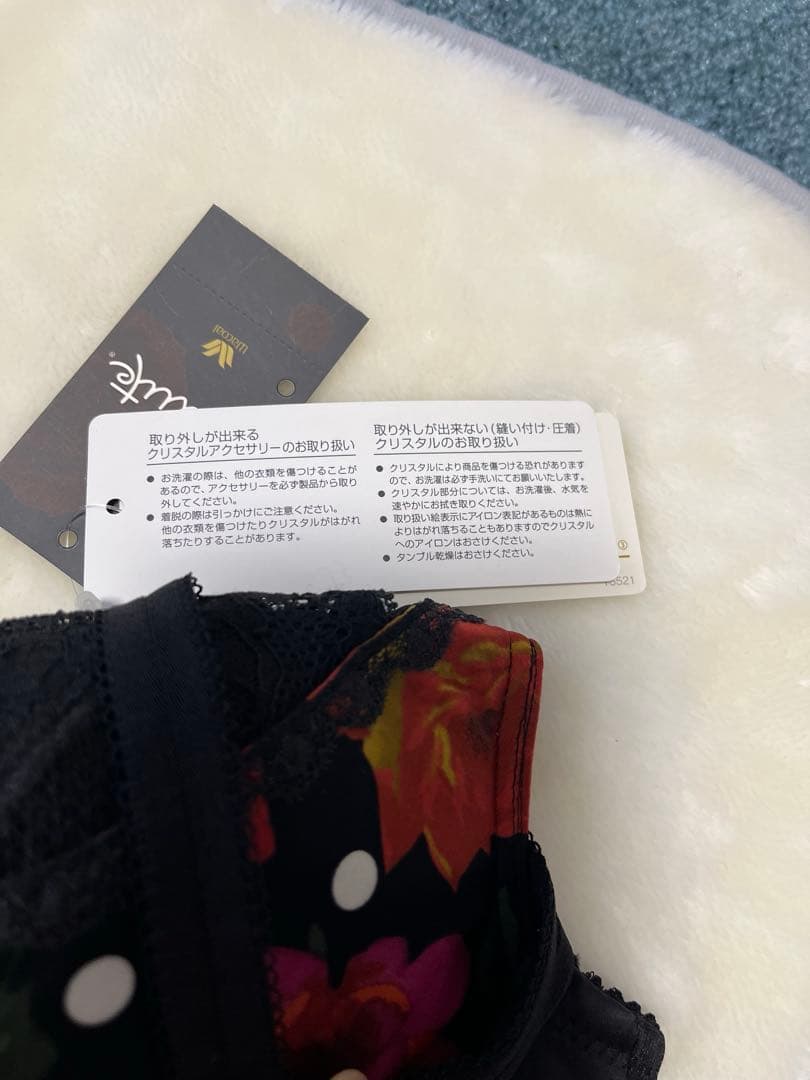 Wacoal
取り外しが出来る
クリスタルアクセサリーのお取り扱い
● お洗濯の際は、他の衣類を傷つけることが
あるので、アクセサリーを必ず製品から取り
外してください。
● 着脱の際は引っかけにご注意ください。
他の衣類を傷つけたりクリスタルがはがれ
落ちたりすることがあります。
取り外しが出来ない(縫い付け・圧着)
クリスタルのお取り扱い
● クリスタルにより商品を傷つける恐れがあります
ので、お洗濯は必ず手洗いにてお願いいたします。
● クリスタル部分については、お洗濯後、水気を
速やかにお拭き取りください。
● 取り扱い絵表示にアイロン表記があるものは熱に
よりはがれ落ちることもありますのでクリスタル
へのアイロンはおさけください。
● タンブル乾燥はおさけください。